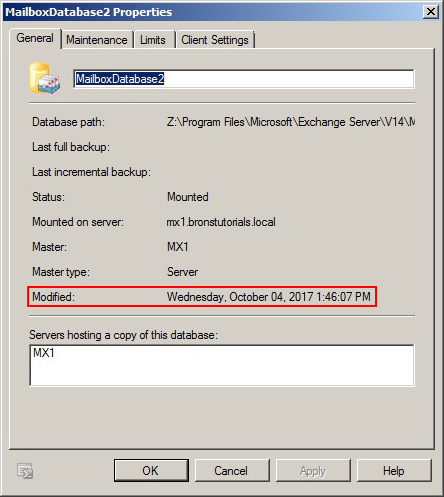 MailboxDatabase2 Properties
General Maintenance Limits Client Settings
MailboxDatabase2
Database path: Z:\Program Files\Microsoft\Exchange Server\V14\M
Last full backup:
Last incremental backup:
Status: Mounted
Mounted on server: mx1.bronstutorials.local
Master: MX1
Master type: Server
Modified: Wednesday, October 04, 2017 1:46:07 PM
Servers hosting a copy of this database:
MX1
OK Cancel Apply Help